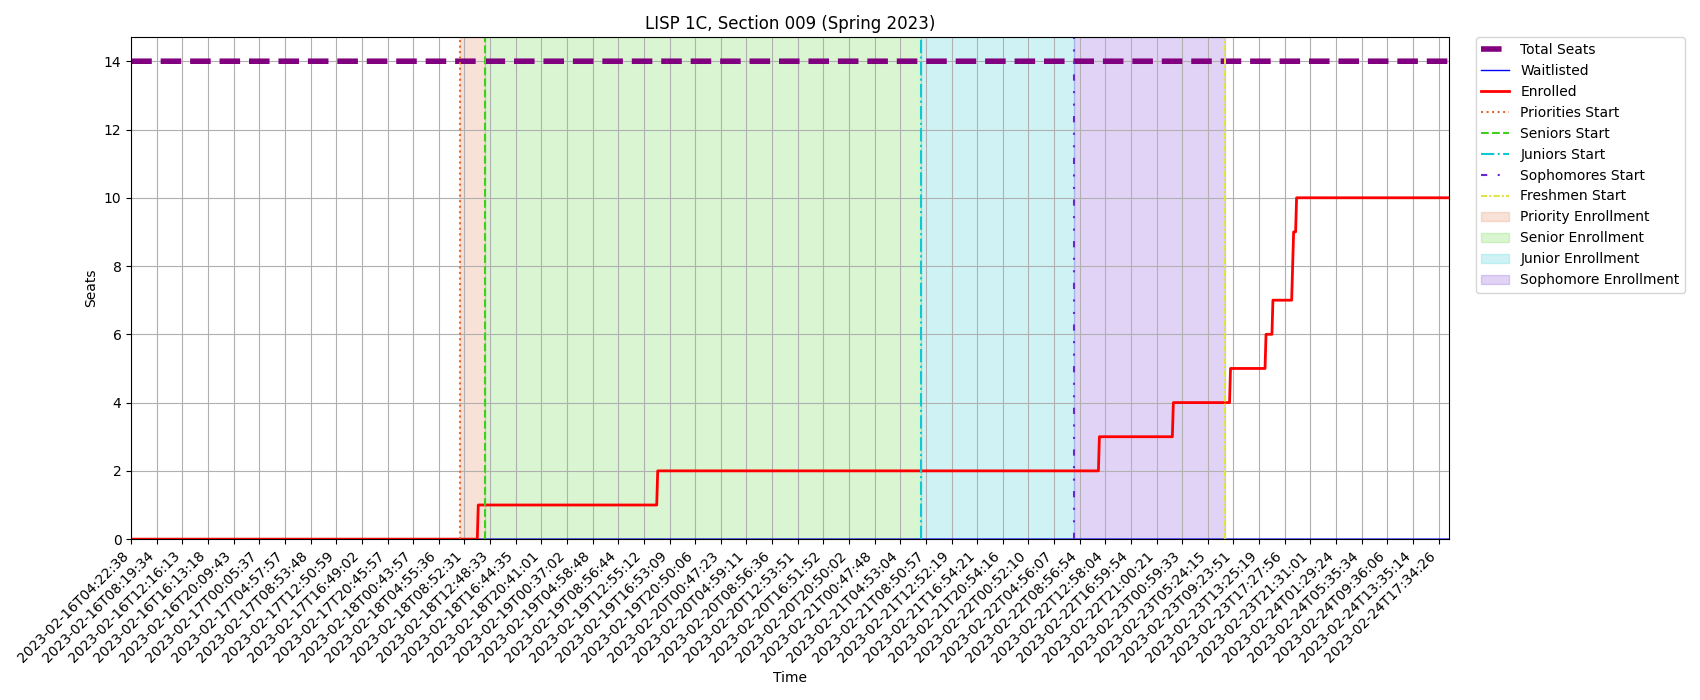 LISP 1C, Section 009 (Spring 2023)
14
12
10
8
6
4
2
0
Seats
2023-02-16T04:22:38
2023-02-16T08:19:34
2023-02-16T12:16:13
2023-02-16T16:13:18
2023-02-16T20:09:43
2023-02-17T00:05:37
2023-02-17T04:57:57
2023-02-17T08:53:48
2023-02-17T12:50:59
2023-02-17T16:49:02
2023-02-17T20:45:57
2023-02-18T00:43:57
2023-02-18T04:55:36
2023-02-18T08:52:31
2023-02-18T12:48:33
2023-02-18T16:44:35
2023-02-18T20:41:01
2023-02-19T00:37:02
2023-02-19T04:58:48
2023-02-19T08:56:44
2023-02-19T12:55:12
2023-02-19T16:53:09
2023-02-19T20:50:06
2023-02-20T00:47:23
2023-02-20T04:59:11
2023-02-20T08:56:36
2023-02-20T12:53:51
2023-02-20T16:51:52
2023-02-20T20:50:02
2023-02-21T00:47:48
2023-02-21T04:53:04
2023-02-21T08:50:57
2023-02-21T12:52:19
2023-02-21T16:54:21
2023-02-21T20:54:16
2023-02-22T00:52:10
2023-02-22T04:56:07
2023-02-22T08:56:54
2023-02-22T12:58:04
2023-02-22T16:59:54
2023-02-22T21:00:21
2023-02-23T00:59:33
2023-02-23T05:24:15
2023-02-23T09:23:51
2023-02-23T13:25:19
2023-02-23T17:27:56
2023-02-23T21:31:01
2023-02-24T01:29:24
2023-02-24T05:35:34
2023-02-24T09:36:06
2023-02-24T13:35:14
2023-02-24T17:34:26
Time
Total Seats
Waitlisted
Enrolled
Priorities Start
Seniors Start
Juniors Start
Sophomores Start
Freshmen Start
Priority Enrollment
Senior Enrollment
Junior Enrollment
Sophomore Enrollment